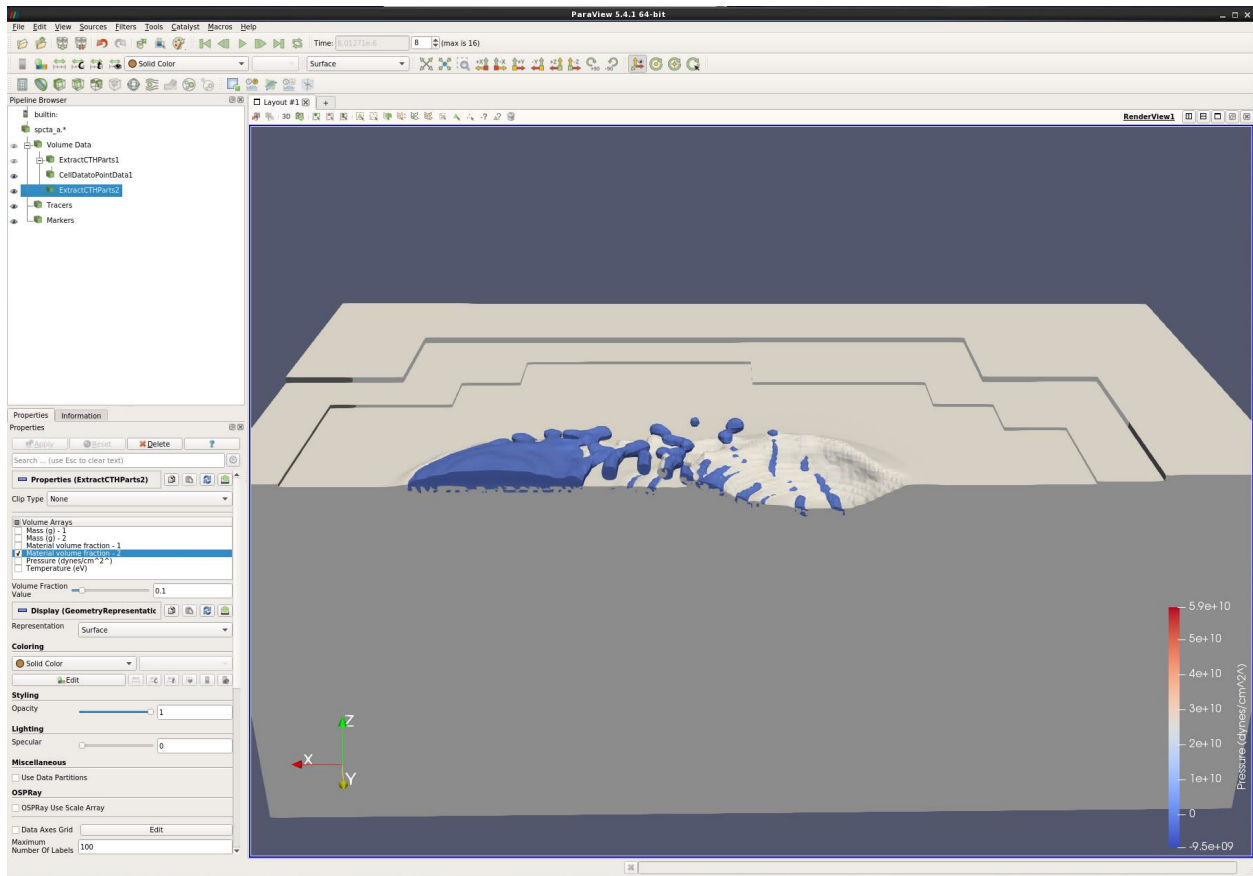 ParaView 5.4.1 64-bit
File Edit View Sources Filters Tools Catalyst Macros Help
Time: 6.01271e-6 8 (max is 16)
Solid Color Surface
Pipeline Browser
Layout #1
builtin:
3D
RenderView1
spcta_a.*
Volume Data
ExtractCTHParts1
CellDatatoPointData1
ExtractCTHParts2
Tracers
Markers
Properties Information
Properties
Apply Reset Delete ?
Search ... (use Esc to clear text)
Properties (ExtractCTHParts2)
Clip Type None
Volume Arrays
Mass (g) - 1
Mass (g) - 2
Material volume fraction - 1
Material volume fraction - 2
Pressure (dynes/cm^2^)
Temperature (eV)
Volume Fraction
Value 0.1
Display (GeometryRepresentatic
Representation Surface
Coloring
Solid Color
Edit
Styling
Opacity 1
Lighting
Specular 0
Miscellaneous
Use Data Partitions
OSPRay
OSPRay Use Scale Array
Data Axes Grid Edit
Maximum
Number Of Labels 100
Z
X
Y
5.9e+10
5e+10
4e+10
3e+10
2e+10
1e+10
0
-9.5e+09
Pressure (dynes/cm^2^)